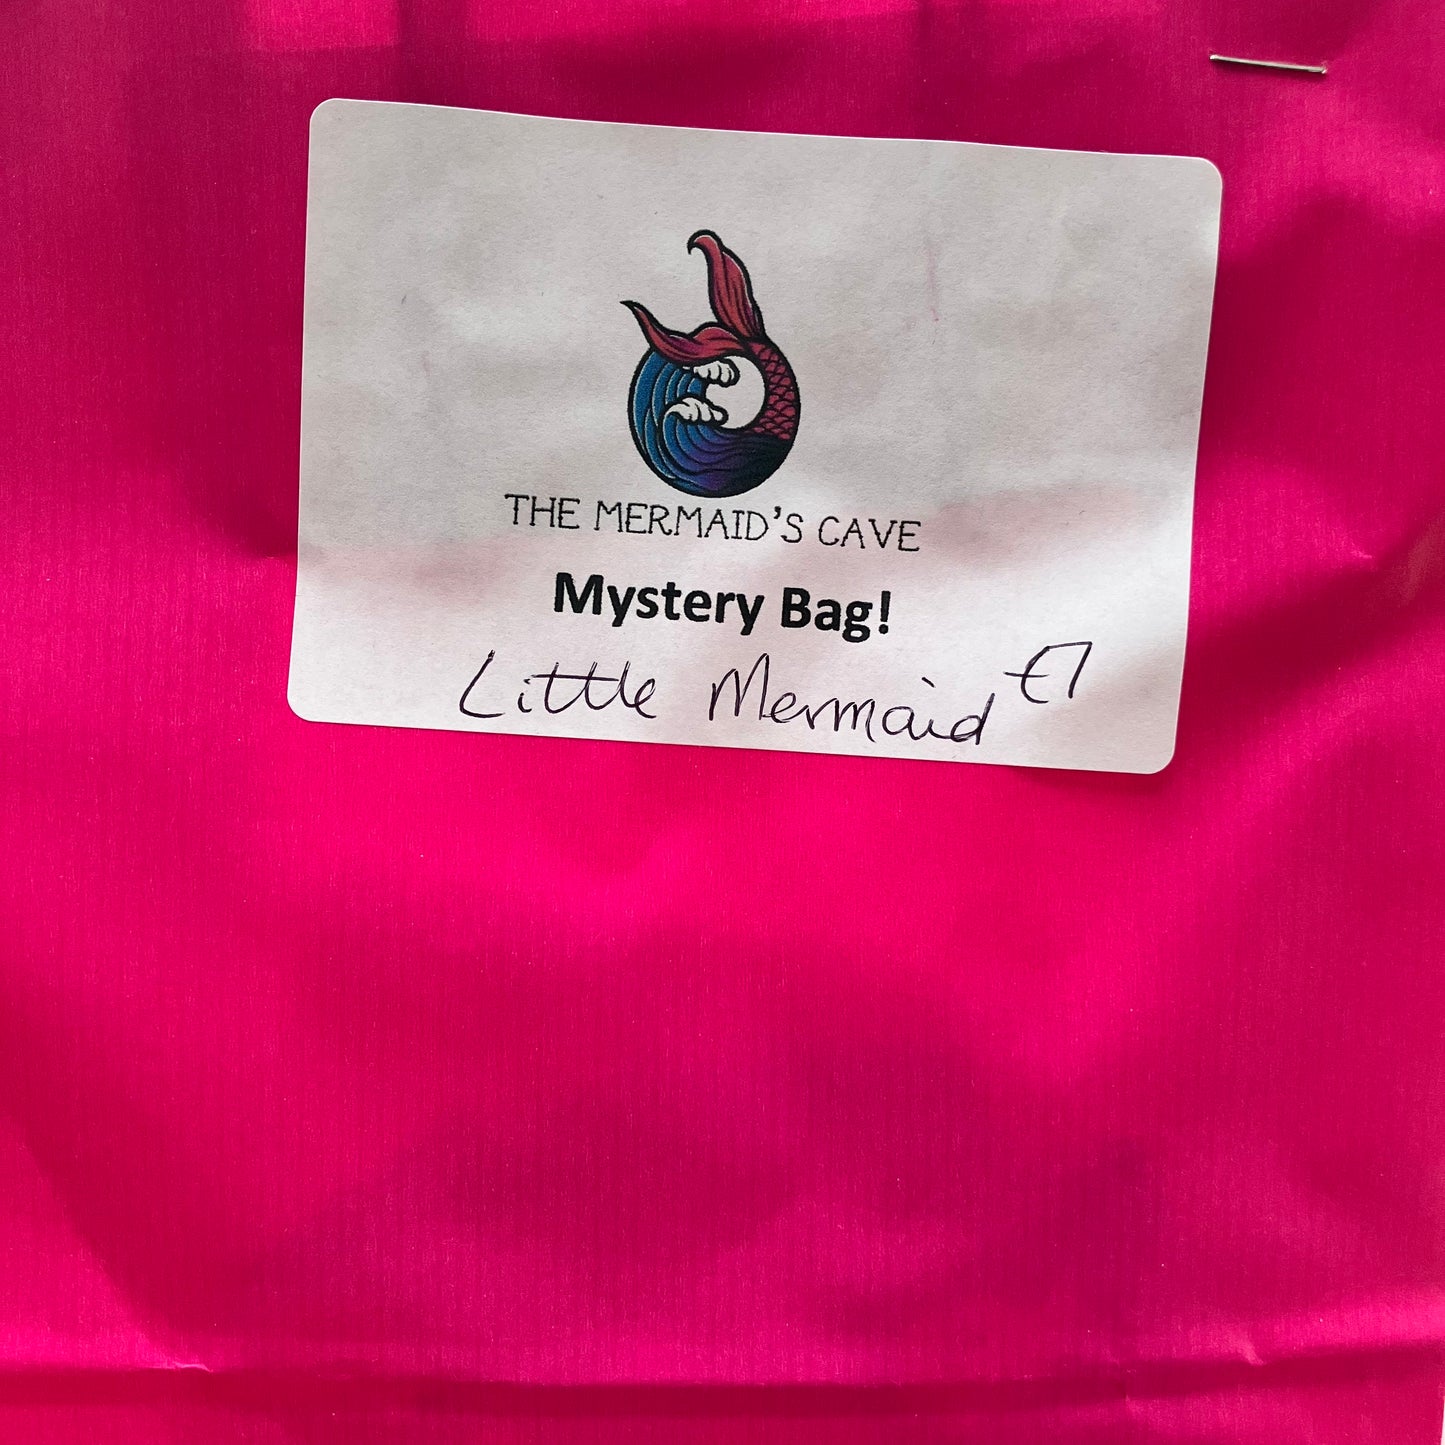 THE MERMAID'S CAVE
Mystery Bag!
Little Mermaid £7